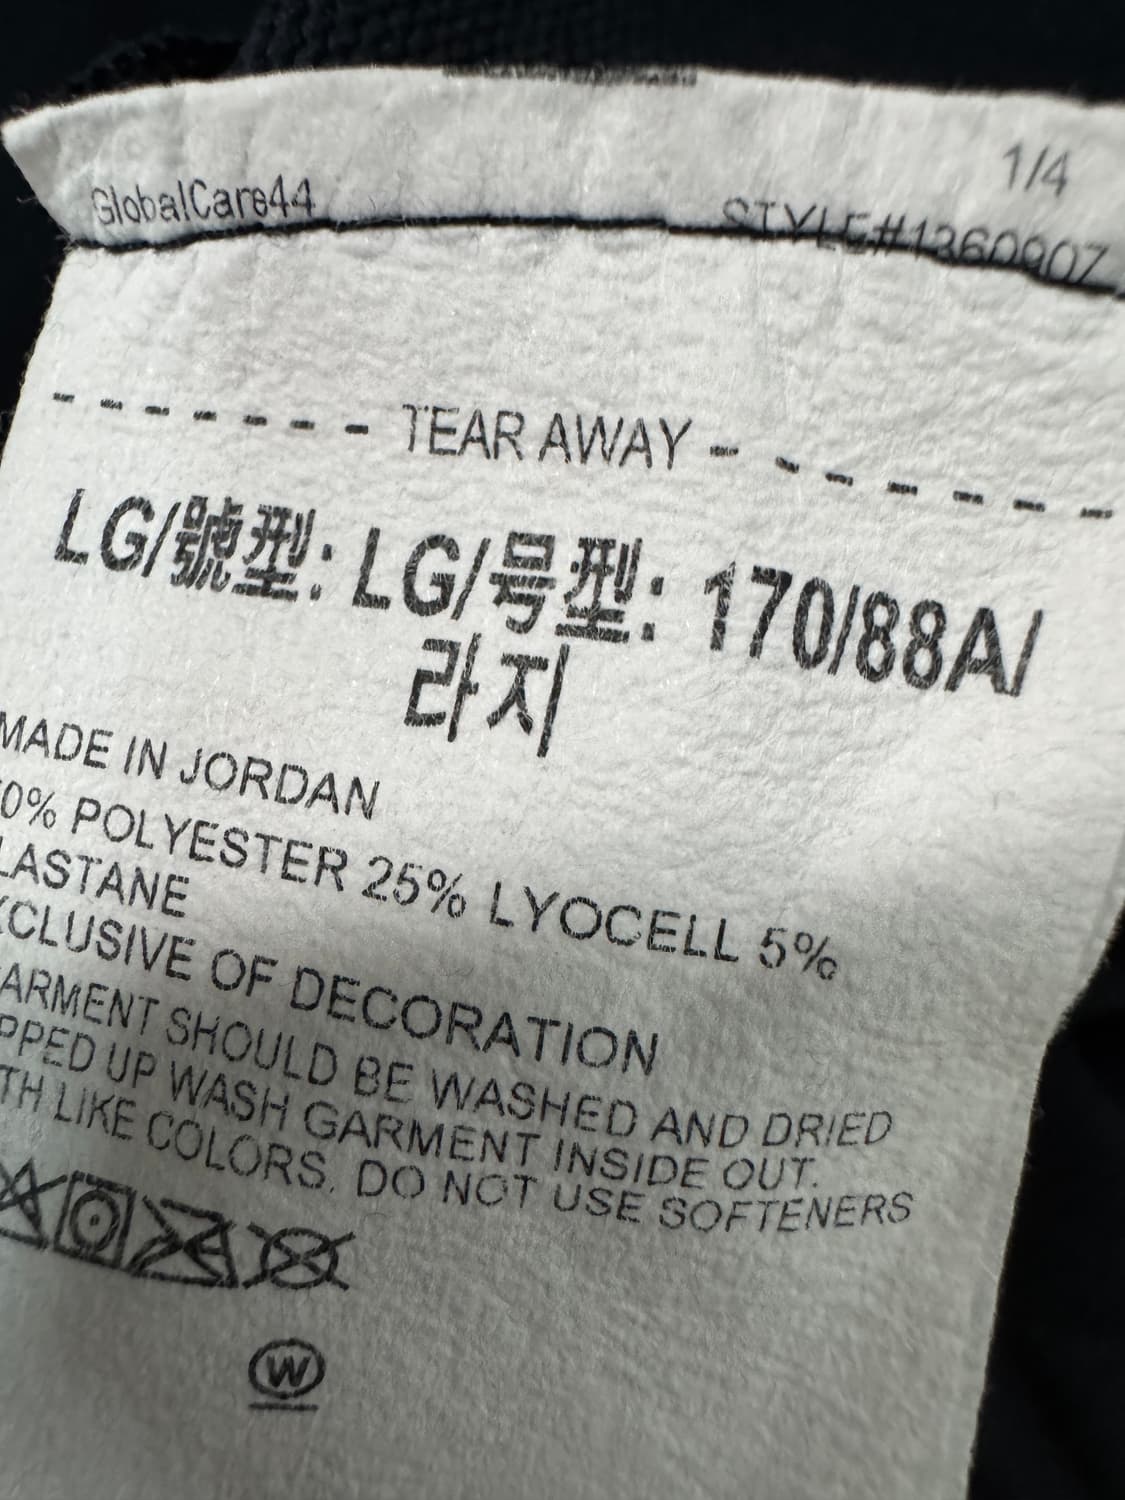 1/4
GlobalCare44
STYLE#1360907
TEAR AWAY
LG/號型: LG/号型: 170/88A/
라지
MADE IN JORDAN
0% POLYESTER 25% LYOCELL 5%
LASTANE
XCLUSIVE OF DECORATION
ARMENT SHOULD BE WASHED AND DRIED
PPED UP WASH GARMENT INSIDE OUT.
TH LIKE COLORS. DO NOT USE SOFTENERS
W